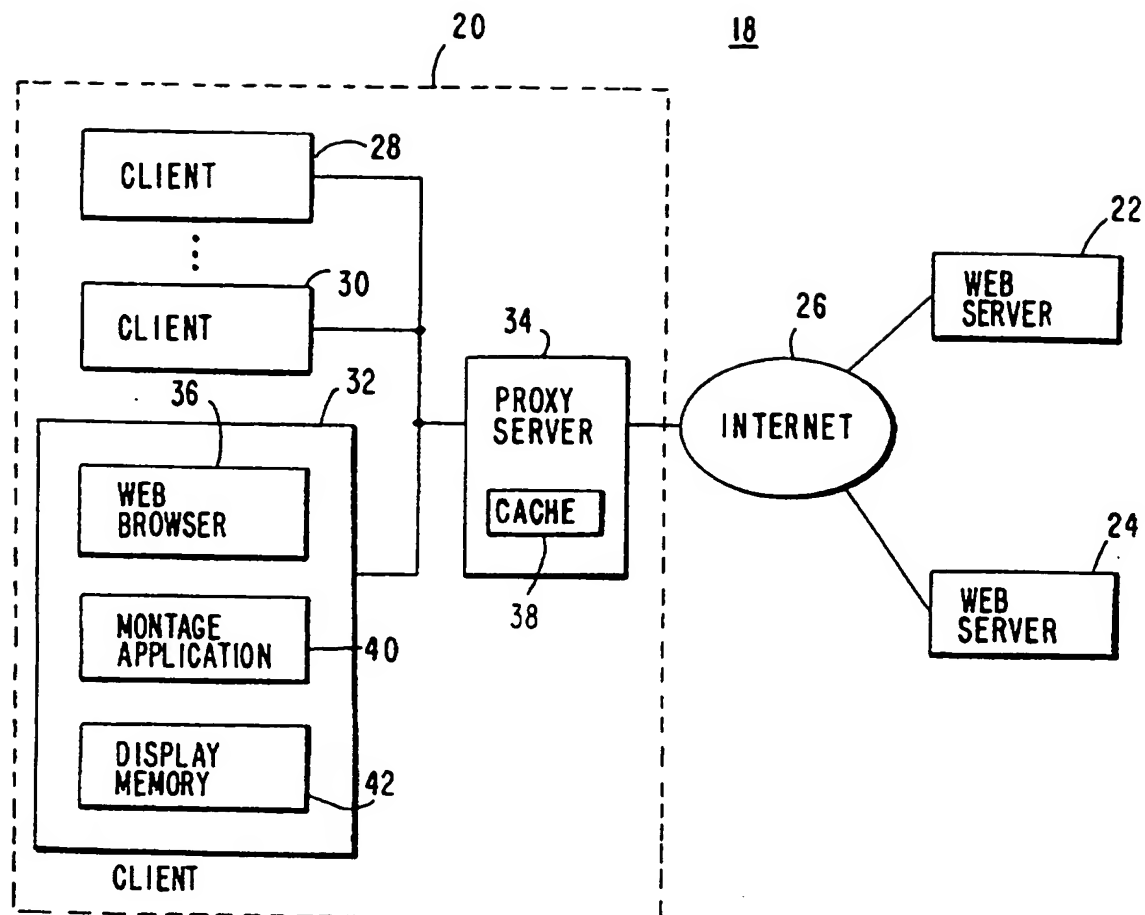 20
18
CLIENT
28
CLIENT
30
32
36
WEB
BROWSER
MONTAGE
APPLICATION
40
DISPLAY
MEMORY
42
CLIENT
34
PROXY
SERVER
CACHE
38
26
INTERNET
22
WEB
SERVER
24
WEB
SERVER